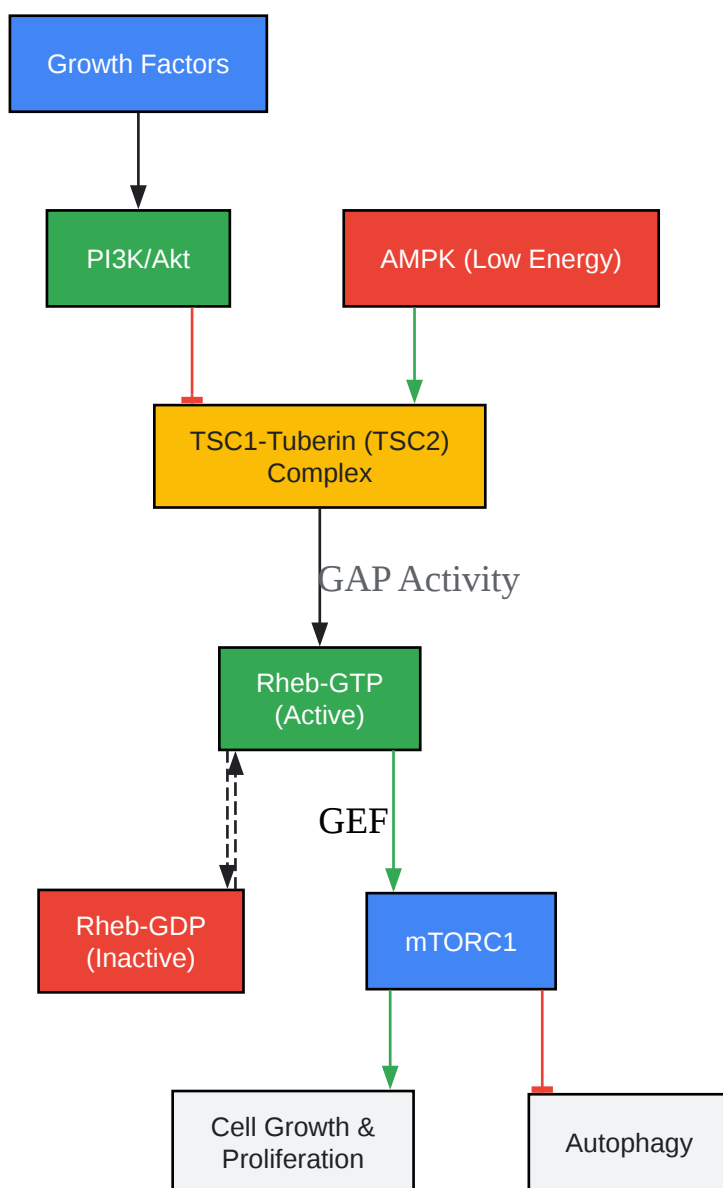 Growth Factors
PI3K/Akt
AMPK (Low Energy)
TSC1-Tuberin (TSC2)
Complex
GAP Activity
Rheb-GTP
(Active)
GEF
Rheb-GDP
(Inactive)
mTORC1
Cell Growth &
Proliferation
Autophagy